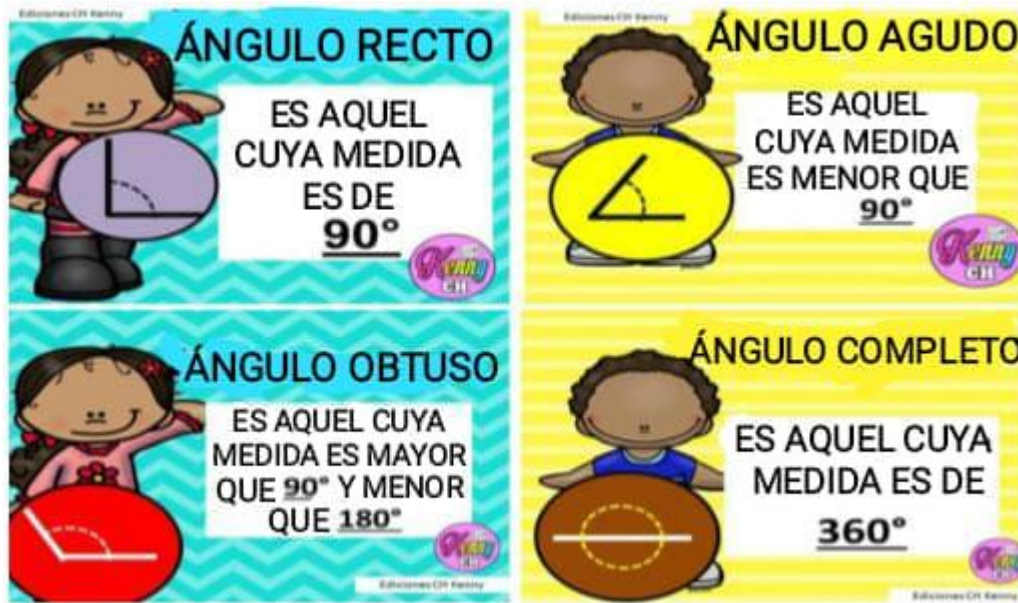 Ediciones CH Kenny
ÁNGULO RECTO
ES AQUEL
CUYA MEDIDA
ES DE
90°
Kenny
CH
Ediciones CH Kenny
ÁNGULO AGUDO
ES AQUEL
CUYA MEDIDA
ES MENOR QUE
90°
Kenny
CH
ÁNGULO OBTUSO
ES AQUEL CUYA
MEDIDA ES MAYOR
QUE 90° Y MENOR
QUE 180°
Kenny
CH
Ediciones CH Kenny
ÁNGULO COMPLETO
ES AQUEL CUYA
MEDIDA ES DE
360°
Kenny
CH
Ediciones CH Kenny